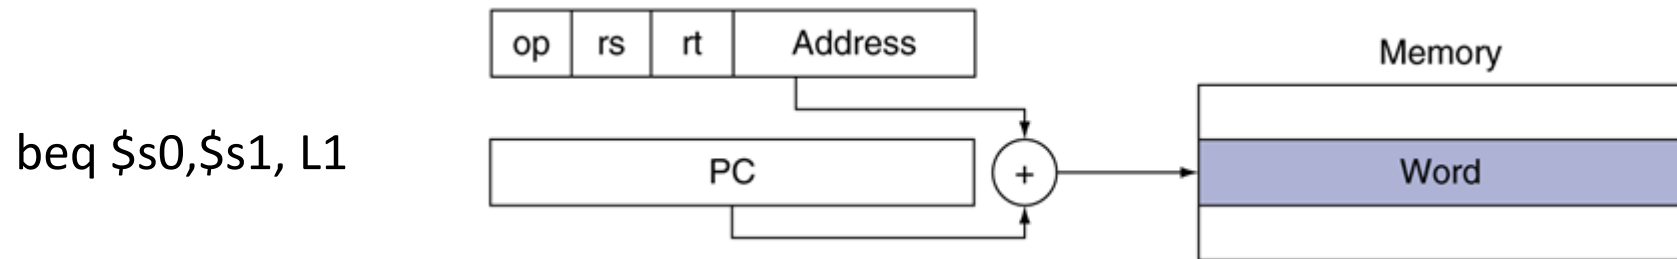 op rs rt Address
Memory
beq $s0,$s1, L1
PC
+
Word